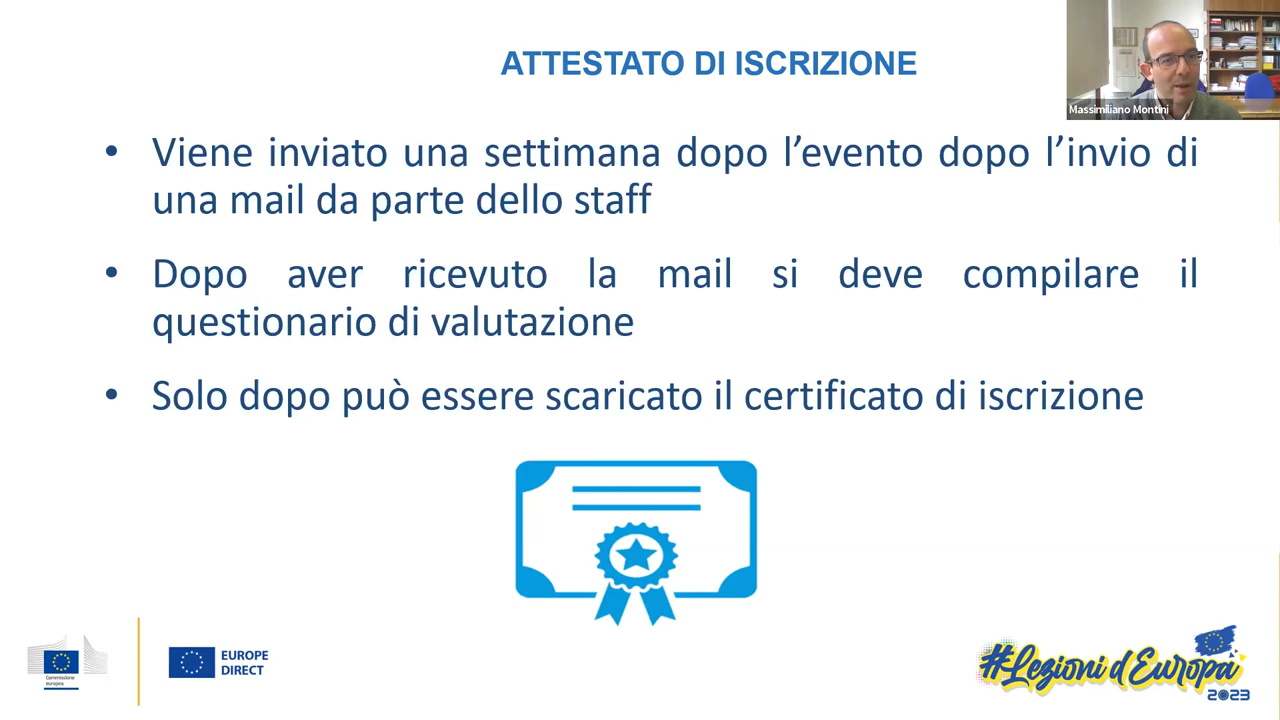 ATTESTATO DI ISCRIZIONE
Massimiliano Montini
• Viene inviato una settimana dopo l’evento dopo l’invio di
una mail da parte dello staff
• Dopo aver ricevuto la mail si deve compilare il
questionario di valutazione
• Solo dopo può essere scaricato il certificato di iscrizione
Commissione
europea
EUROPE
DIRECT
#Lezioni d'Europa
2023